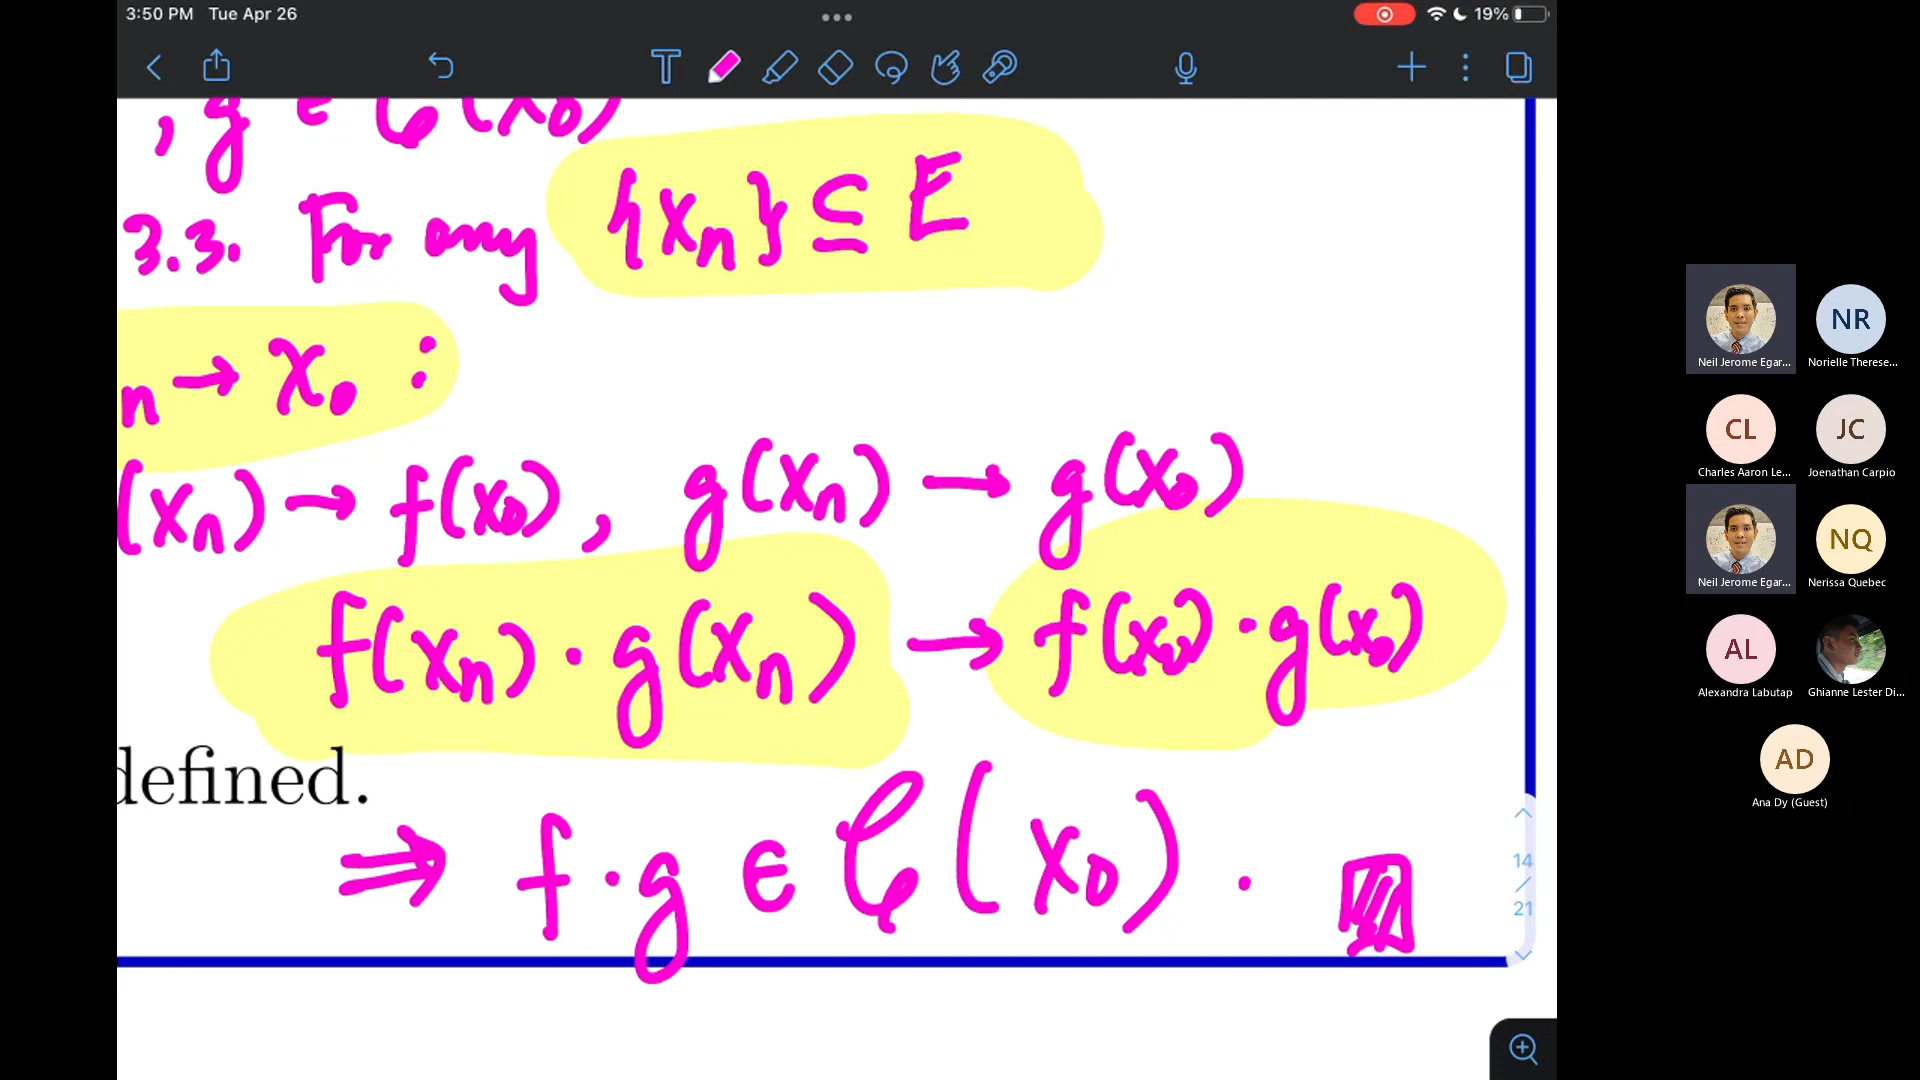 3:50 PM Tue Apr 26
19%
, g ∈ C(x₀)
3.3. For any {xₙ} ⊆ E
n → x₀ :
(xₙ) → f(x₀), g(xₙ) → g(x₀)
f(xₙ) · g(xₙ) → f(x₀) · g(x₀)
defined.
⇒ f · g ∈ C(x₀).
14
/
21
Neil Jerome Egar...
NR
Norielle Therese...
CL
Charles Aaron Le...
JC
Joenathan Carpio
Neil Jerome Egar...
NQ
Nerissa Quebec
AL
Alexandra Labutap
Ghianne Lester Di...
AD
Ana Dy (Guest)